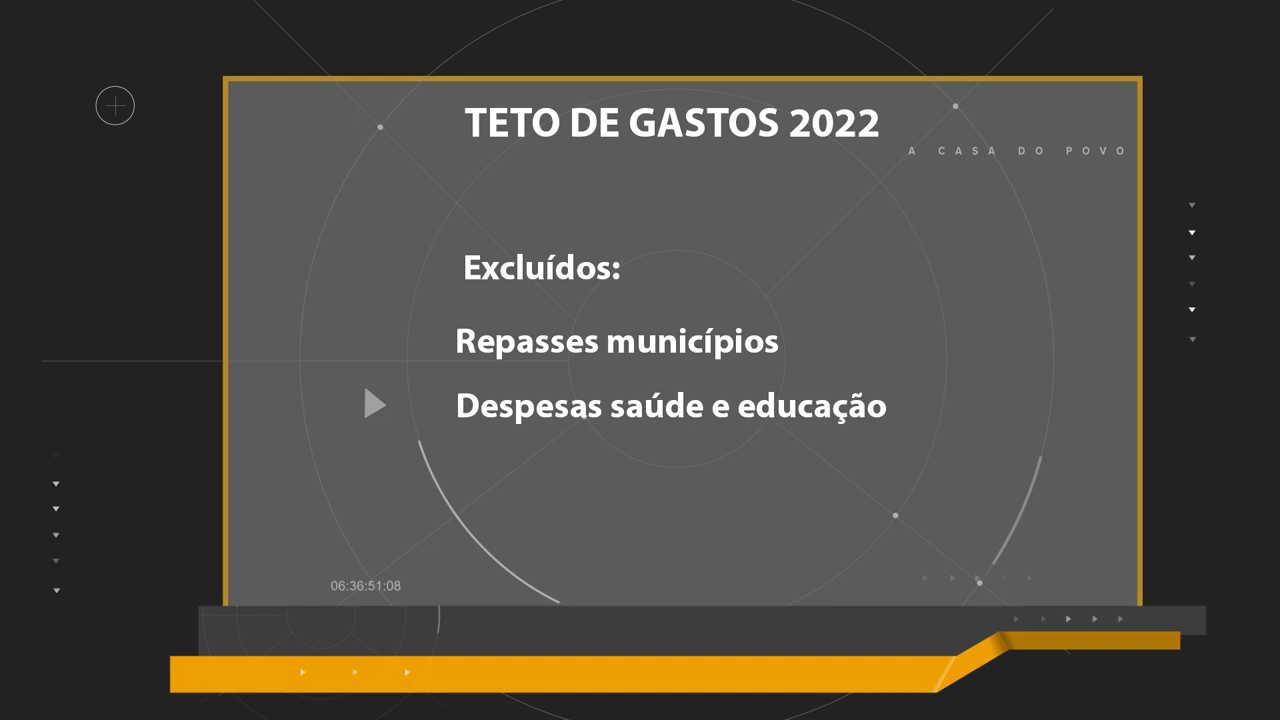 TETO DE GASTOS 2022
A CASA DO POVO
Excluídos:
Repasses municípios
Despesas saúde e educação
06:36:51:08